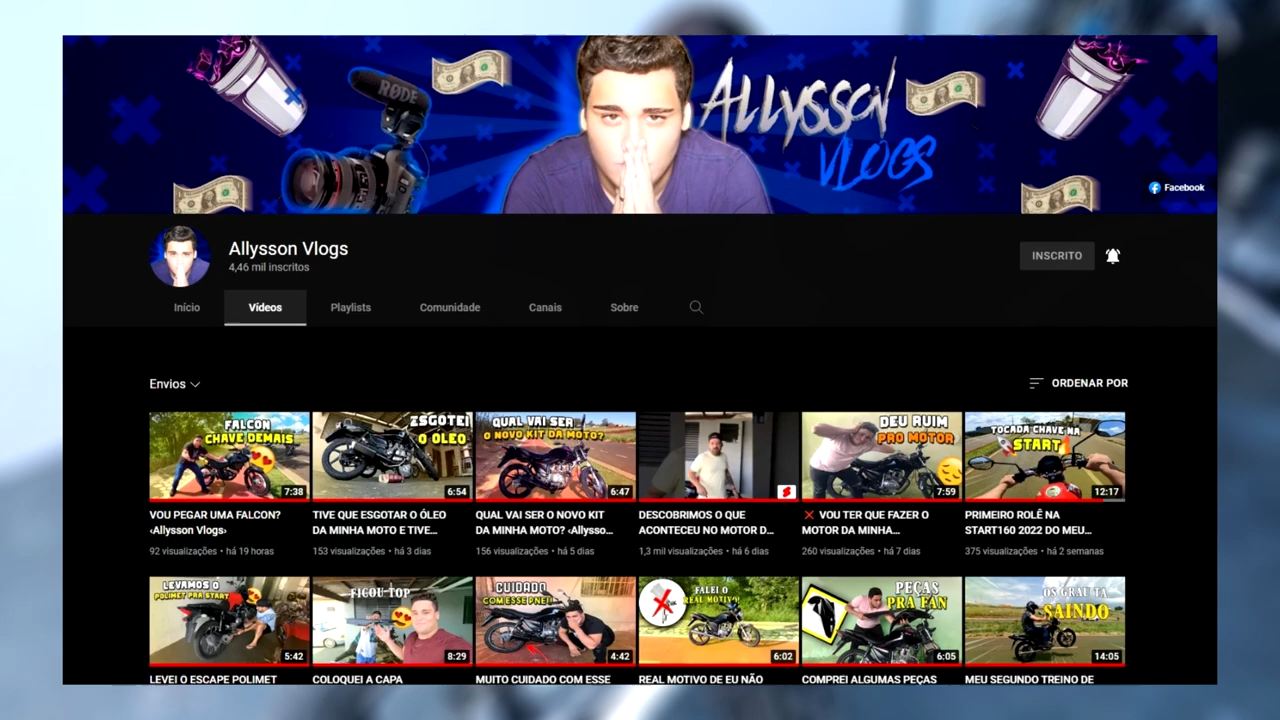 RØDE
ALLYSSON
VLOGS
Facebook
Allysson Vlogs
4,46 mil inscritos
INSCRITO
Início
Vídeos
Playlists
Comunidade
Canais
Sobre
Envios
ORDENAR POR
FALCON
CHAVE DEMAIS
7:38
ESGOTEI
O OLEO
6:54
QUAL VAI SER
O NOVO KIT DA MOTO?
6:47
DEU RUIM
PRO MOTOR
7:59
TOCADA CHAVE NA
START
12:17
VOU PEGAR UMA FALCON?
‹Allysson Vlogs›
92 visualizações • há 19 horas
TIVE QUE ESGOTAR O ÓLEO
DA MINHA MOTO E TIVE...
153 visualizações • há 3 dias
QUAL VAI SER O NOVO KIT
DA MINHA MOTO? ‹Allysso...
156 visualizações • há 5 dias
DESCOBRIMOS O QUE
ACONTECEU NO MOTOR D...
1,3 mil visualizações • há 6 dias
❌ VOU TER QUE FAZER O
MOTOR DA MINHA...
260 visualizações • há 7 dias
PRIMEIRO ROLÊ NA
START160 2022 DO MEU...
375 visualizações • há 2 semanas
LEVAMOS O
POLIMET PRA START
5:42
FICOU TOP
8:29
CUIDADO
COM ESSE PNEU
4:42
FALEI O
REAL MOTIVO!
6:02
PEÇAS
PRA FAN
6:05
OS GRAUTA
SAINDO
14:05
LEVEI O ESCAPE POLIMET
COLOQUEI A CAPA
MUITO CUIDADO COM ESSE
REAL MOTIVO DE EU NÃO
COMPREI ALGUMAS PEÇAS
MEU SEGUNDO TREINO DE